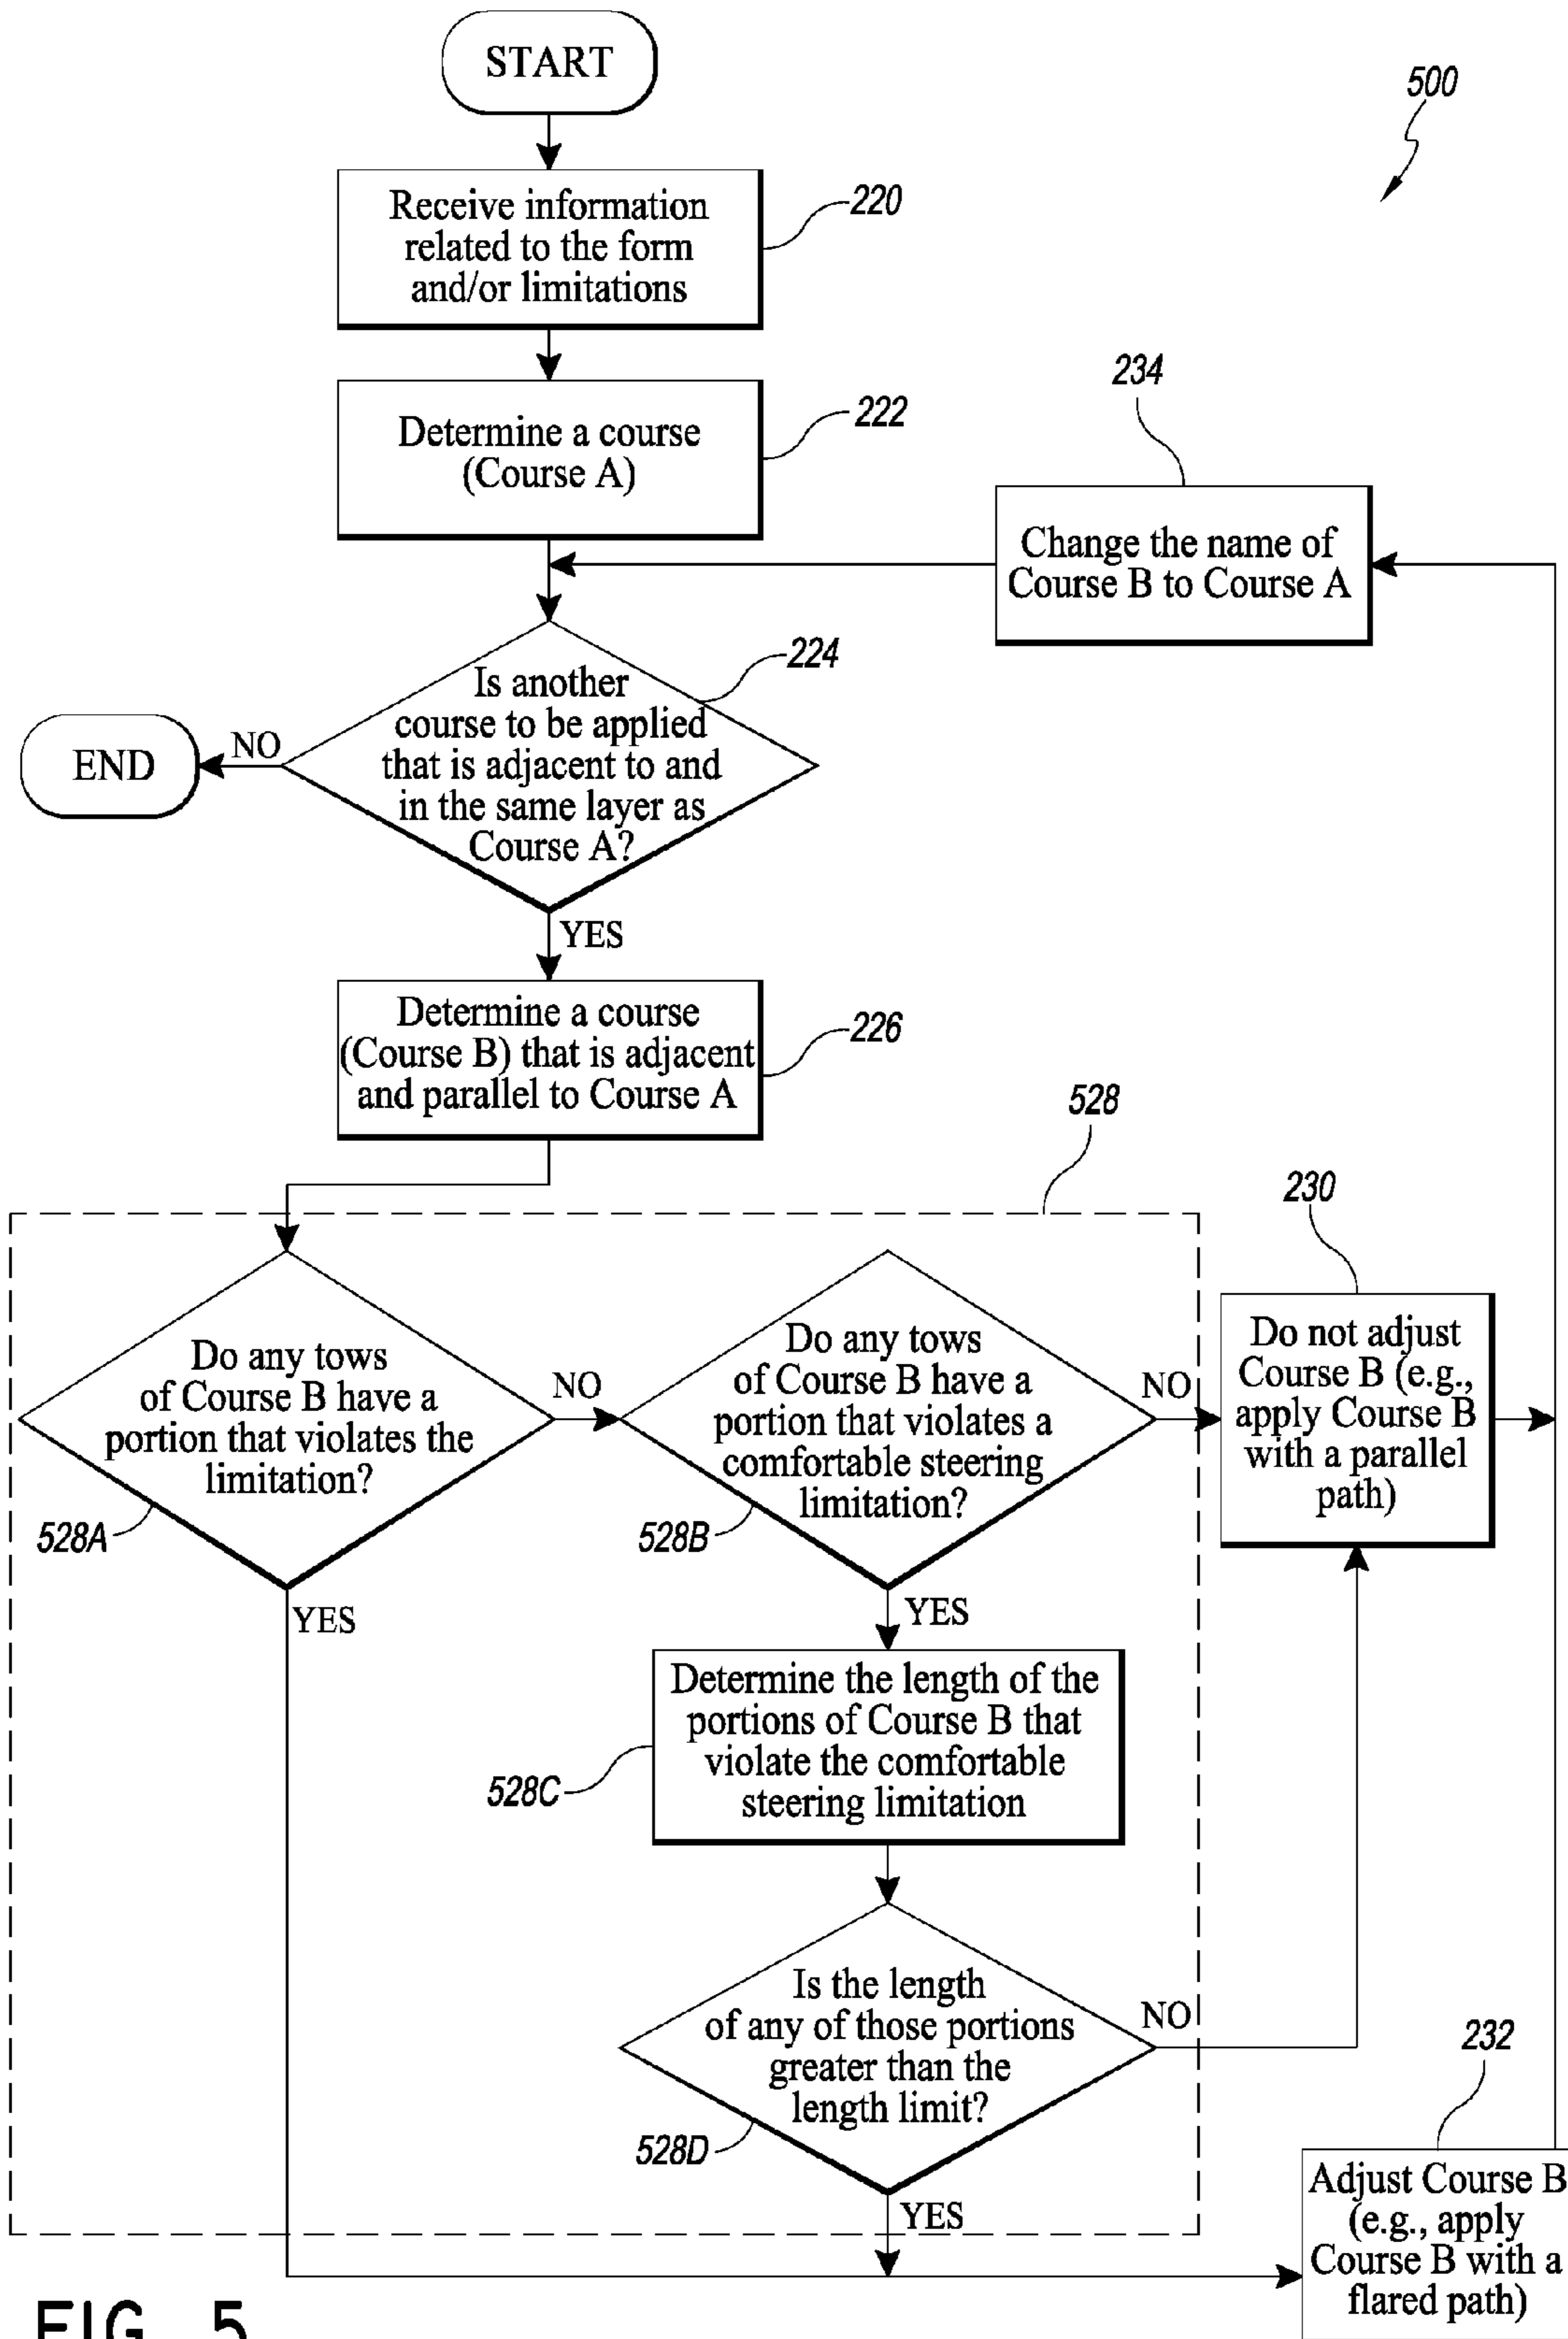 START
500
Receive information
related to the form
and/or limitations
220
Determine a course
(Course A)
222
234
Change the name of
Course B to Course A
Is another
course to be applied
that is adjacent to and
in the same layer as
Course A?
224
NO
END
YES
Determine a course
(Course B) that is adjacent
and parallel to Course A
226
528
230
Do any tows
of Course B have a
portion that violates the
limitation?
528A
NO
YES
Do any tows
of Course B have a
portion that violates a
comfortable steering
limitation?
528B
NO
YES
Do not adjust
Course B (e.g.,
apply Course B
with a parallel
path)
Determine the length of the
portions of Course B that
violate the comfortable
steering limitation
528C
Is the length
of any of those portions
greater than the
length limit?
528D
NO
YES
232
Adjust Course B
(e.g., apply
Course B with a
flared path)
FIG. 5